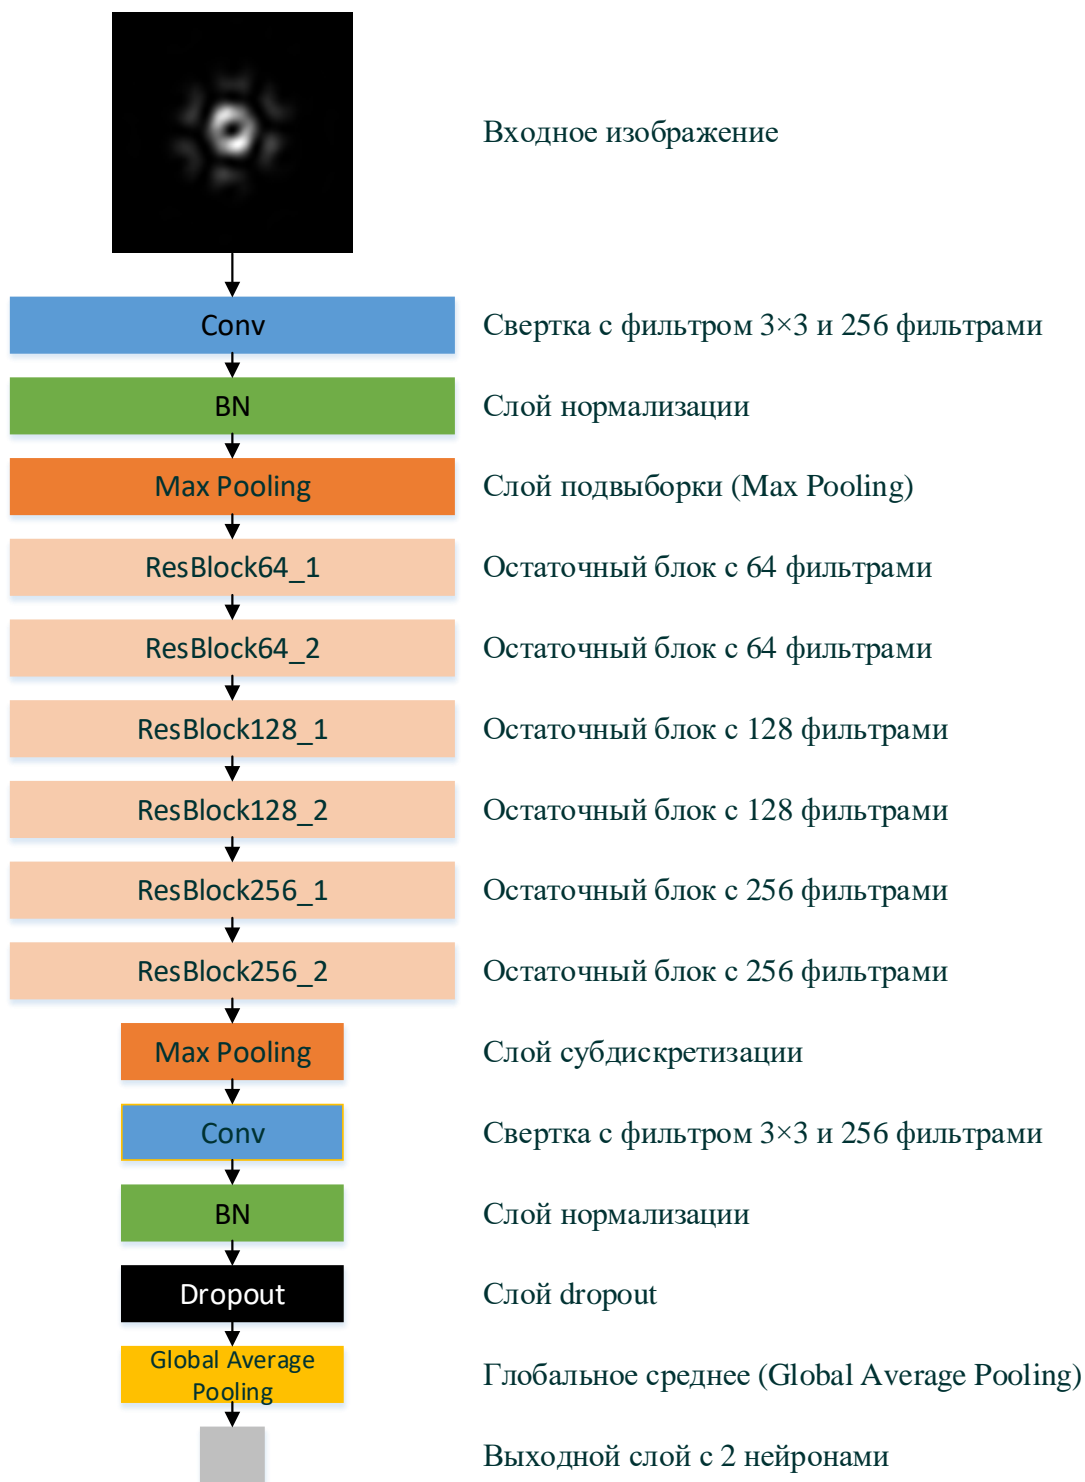 Входное изображение
Conv
Свертка с фильтром 3×3 и 256 фильтрами
BN
Слой нормализации
Max Pooling
Слой подвыборки (Max Pooling)
ResBlock64_1
Остаточный блок с 64 фильтрами
ResBlock64_2
Остаточный блок с 64 фильтрами
ResBlock128_1
Остаточный блок с 128 фильтрами
ResBlock128_2
Остаточный блок с 128 фильтрами
ResBlock256_1
Остаточный блок с 256 фильтрами
ResBlock256_2
Остаточный блок с 256 фильтрами
Max Pooling
Слой субдискретизации
Conv
Свертка с фильтром 3×3 и 256 фильтрами
BN
Слой нормализации
Dropout
Слой dropout
Global Average
Pooling
Глобальное среднее (Global Average Pooling)
Выходной слой с 2 нейронами